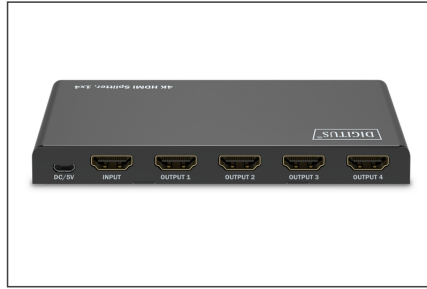 4K HDMI Splitter, 1x4
DIGITUS®
DC/5V INPUT OUTPUT 1 OUTPUT 2 OUTPUT 3 OUTPUT 4